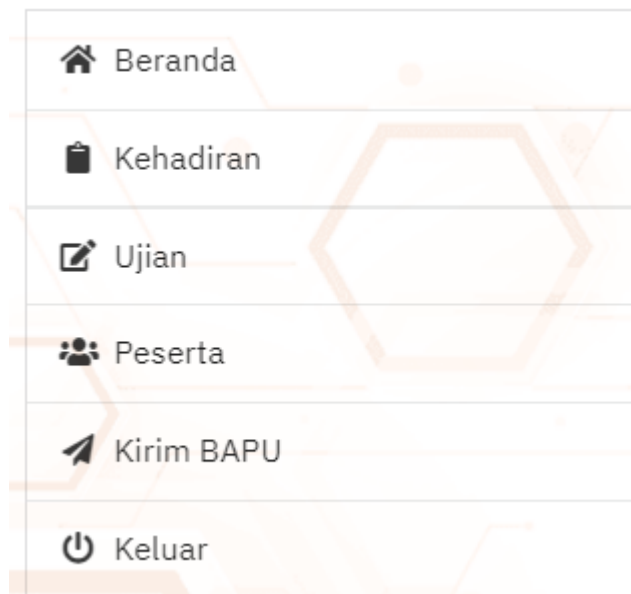 Beranda
Kehadiran
Ujian
Peserta
Kirim BAPU
Keluar